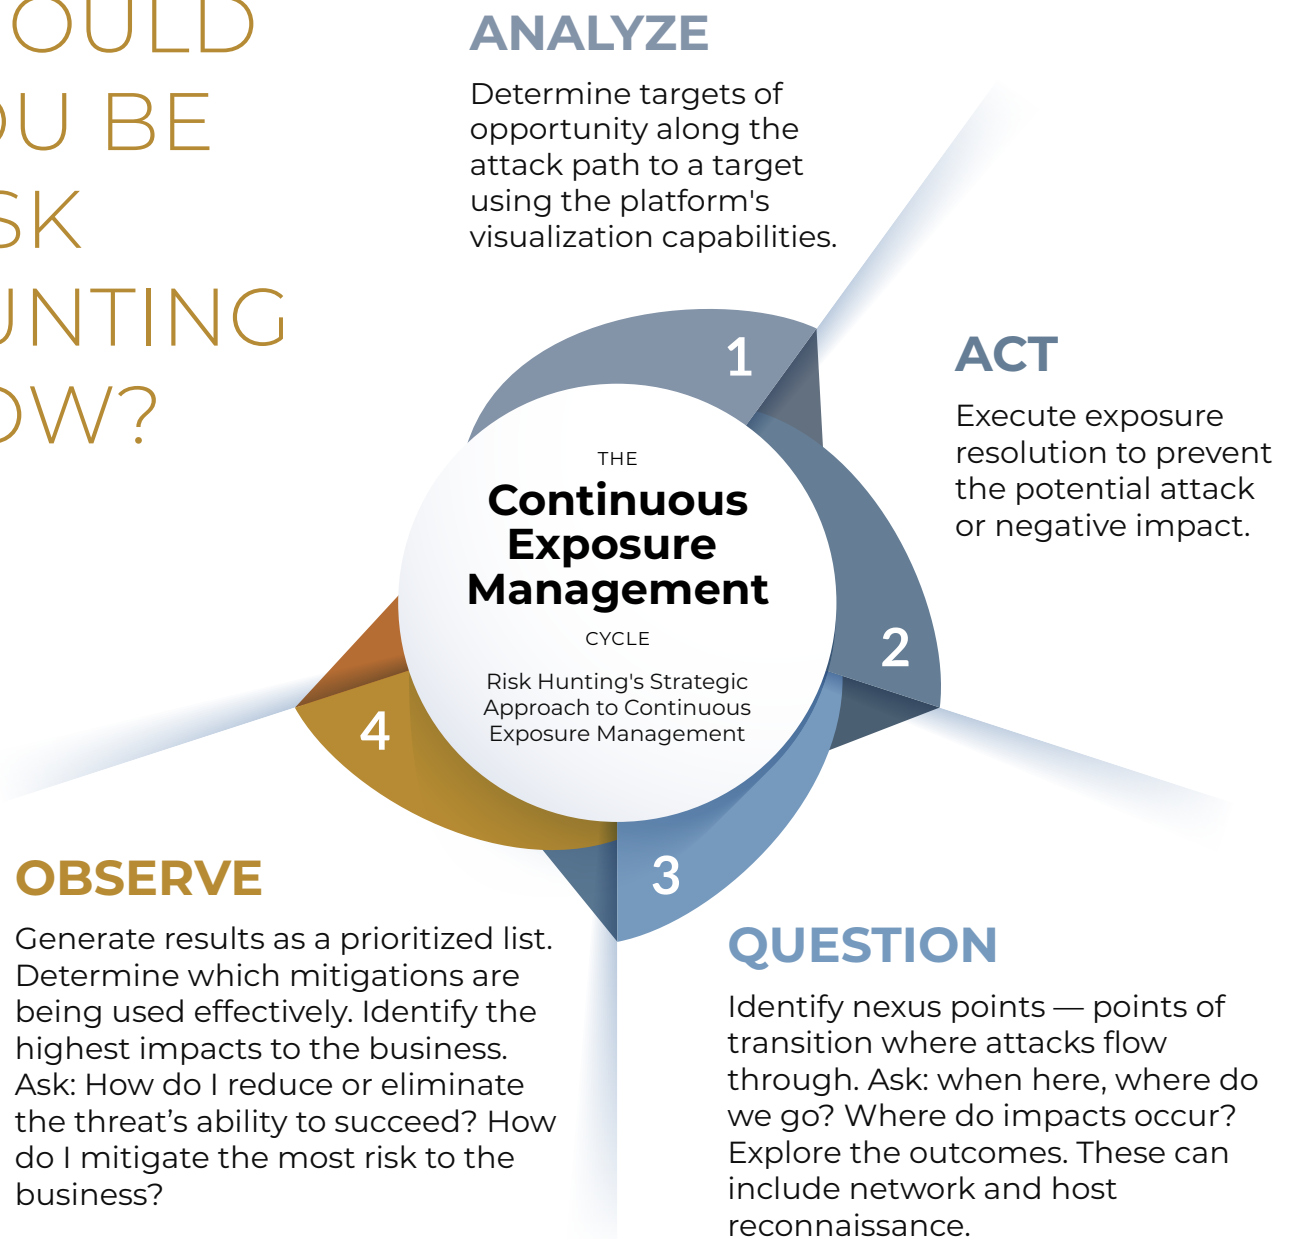 OULD
OU BE
SK
UNTING
OW?
ANALYZE
Determine targets of
opportunity along the
attack path to a target
using the platform's
visualization capabilities.
1
ACT
Execute exposure
resolution to prevent
the potential attack
or negative impact.
2
THE
Continuous
Exposure
Management
CYCLE
Risk Hunting's Strategic
Approach to Continuous
Exposure Management
3
QUESTION
Identify nexus points — points of
transition where attacks flow
through. Ask: when here, where do
we go? Where do impacts occur?
Explore the outcomes. These can
include network and host
reconnaissance.
4
OBSERVE
Generate results as a prioritized list.
Determine which mitigations are
being used effectively. Identify the
highest impacts to the business.
Ask: How do I reduce or eliminate
the threat’s ability to succeed? How
do I mitigate the most risk to the
business?